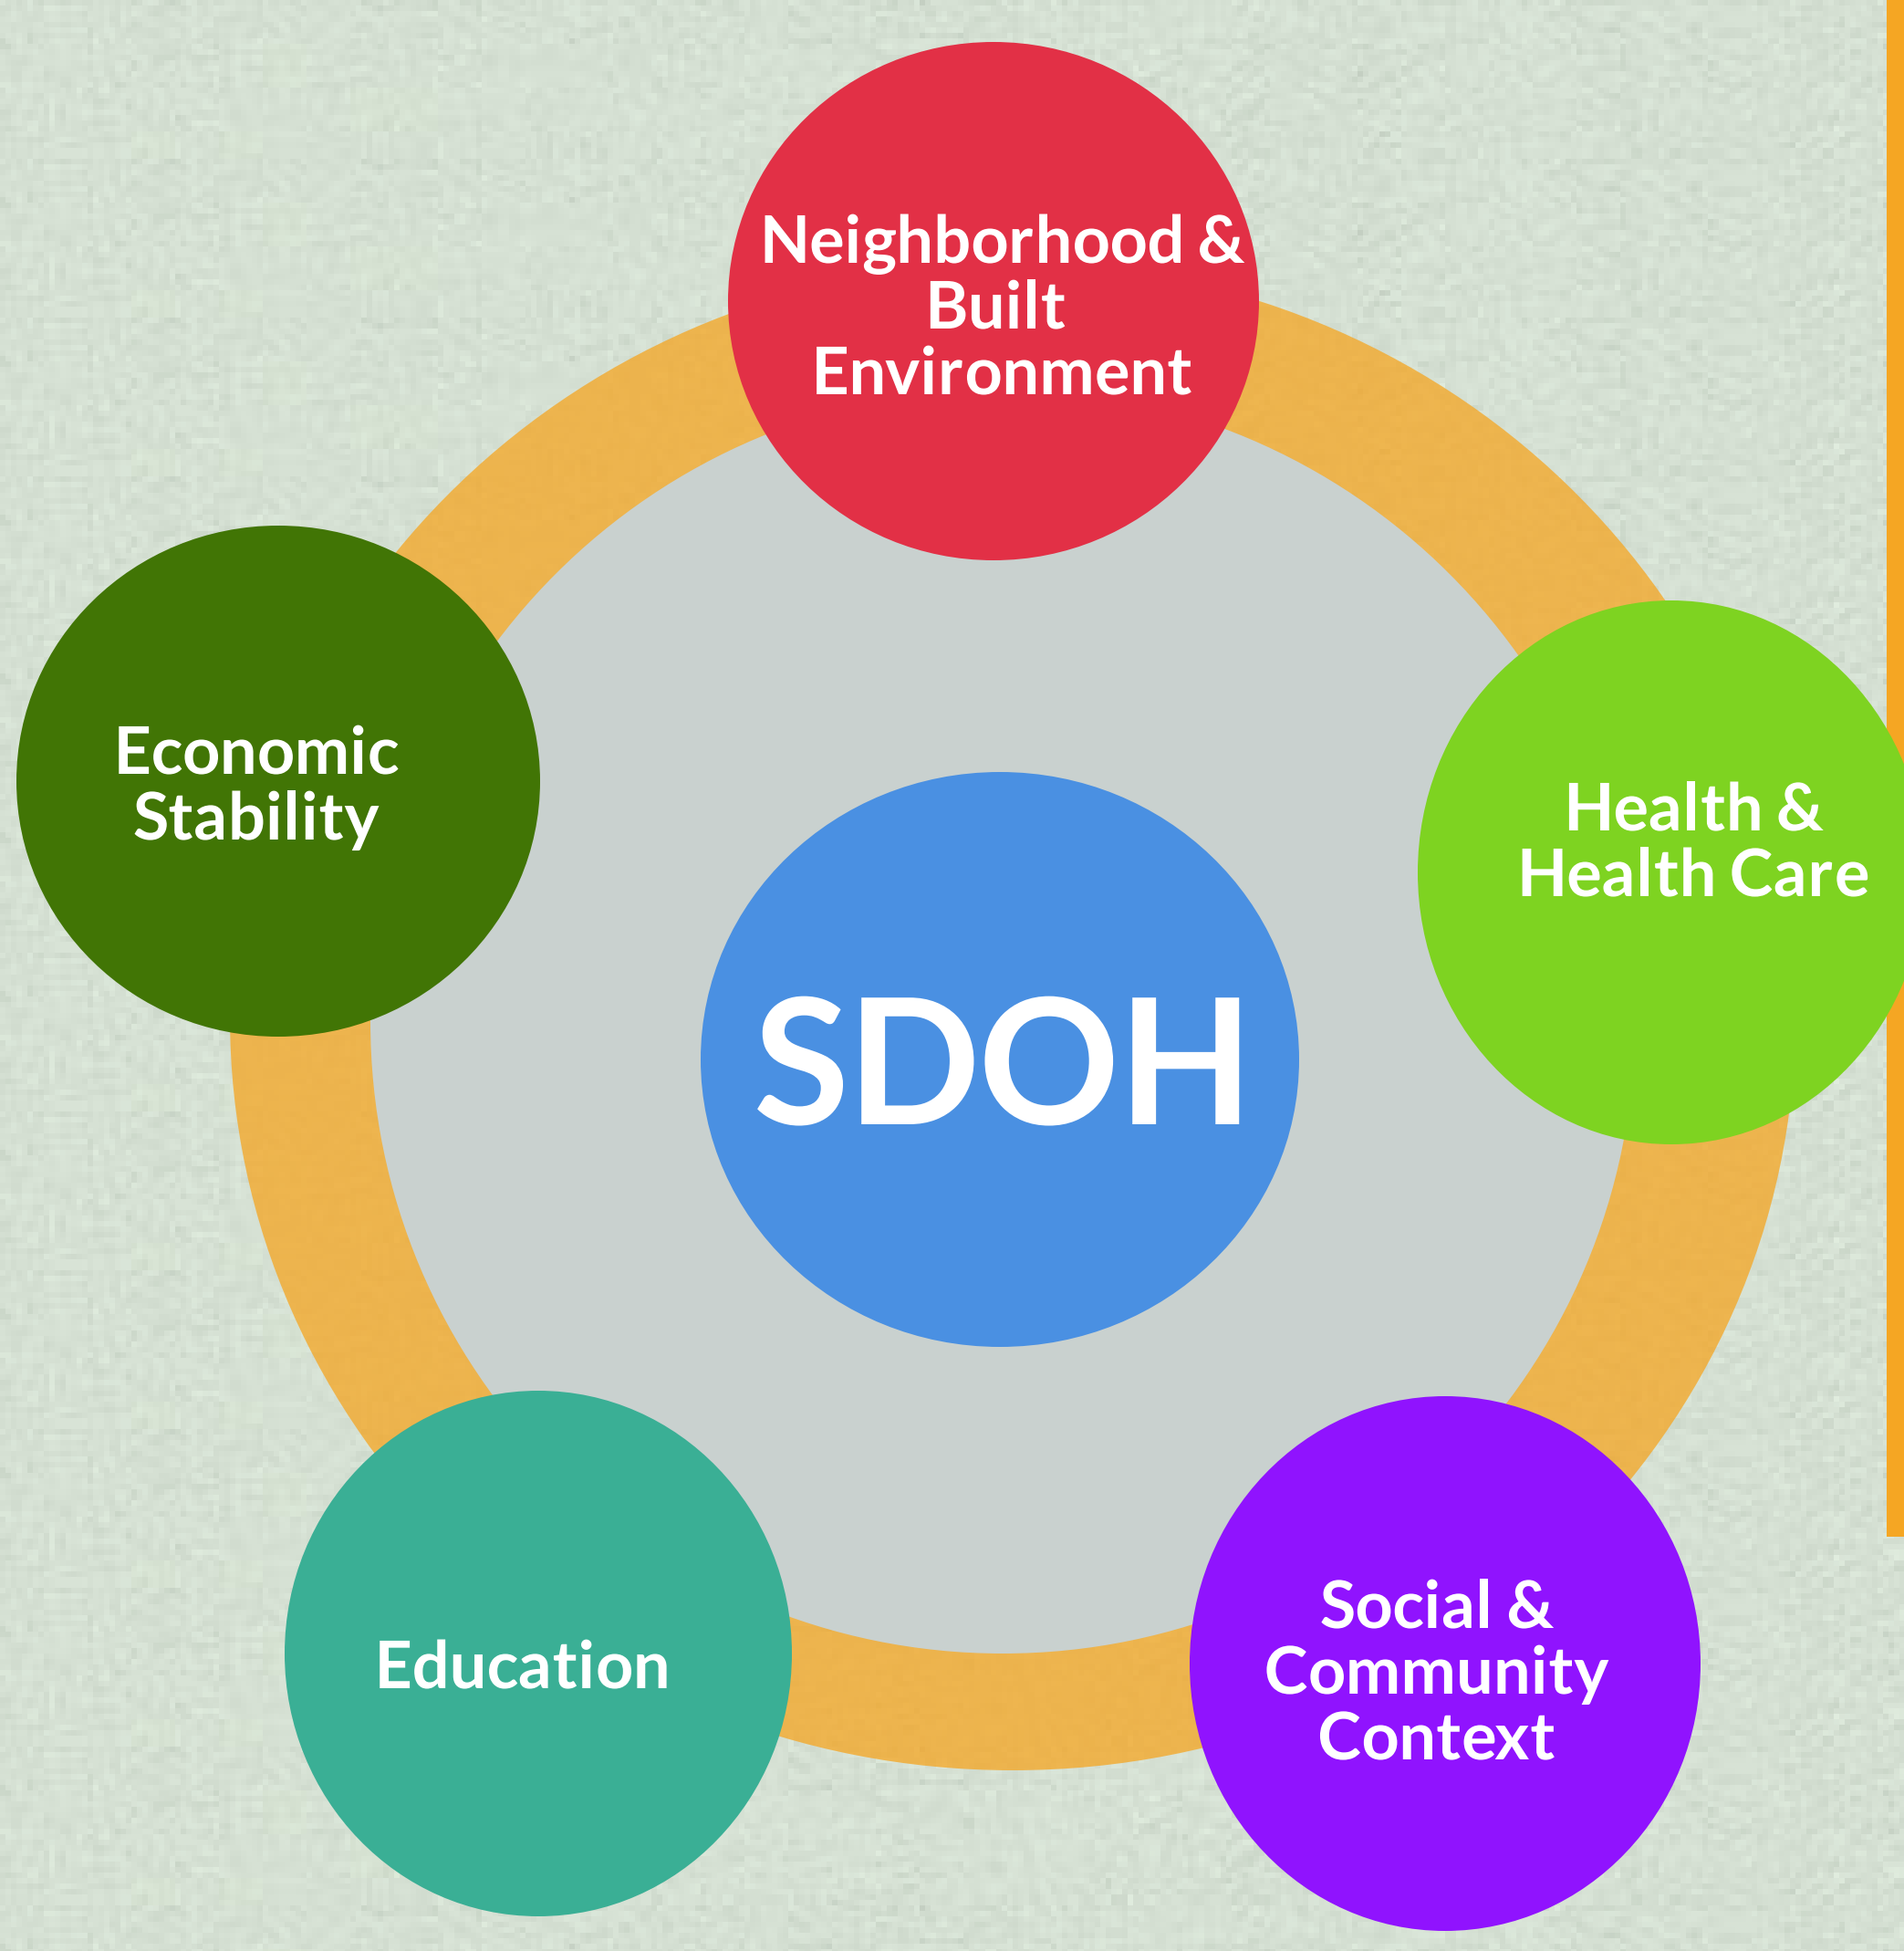 Neighborhood &
Built
Environment
Economic
Stability
Health &
Health Care
SDOH
Education
Social &
Community
Context